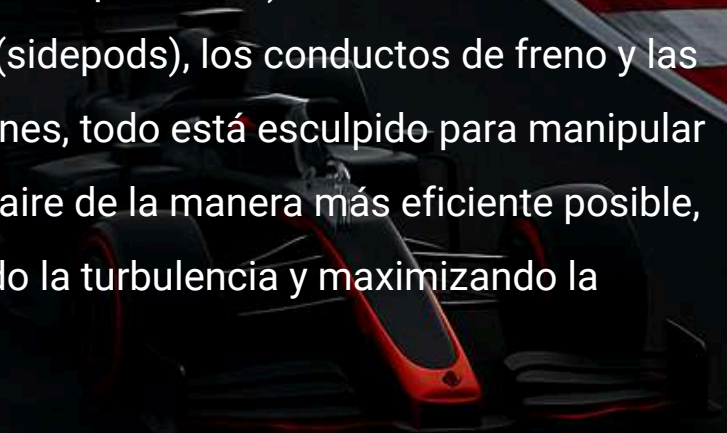 (sidepods), los conductos de freno y las
nes, todo está esculpido para manipular
aire de la manera más eficiente posible,
do la turbulencia y maximizando la